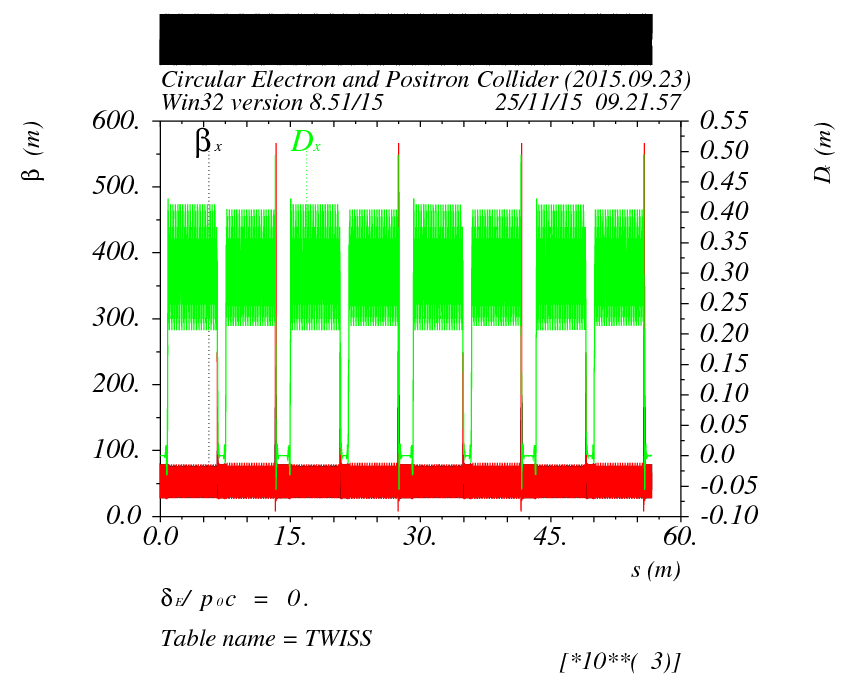 Circular Electron and Positron Collider (2015.09.23)
Win32 version 8.51/15 25/11/15 09.21.57
600. 0.55
βx Dx
0.50
β (m) Dx (m)
500. 0.45
0.40
400. 0.35
0.30
300. 0.25
0.20
200. 0.15
0.10
0.05
100. 0.0
-0.05
0.0 -0.10
0.0 15. 30. 45. 60.
s (m)
δE/ p0c = 0.
Table name = TWISS
[*10**( 3)]